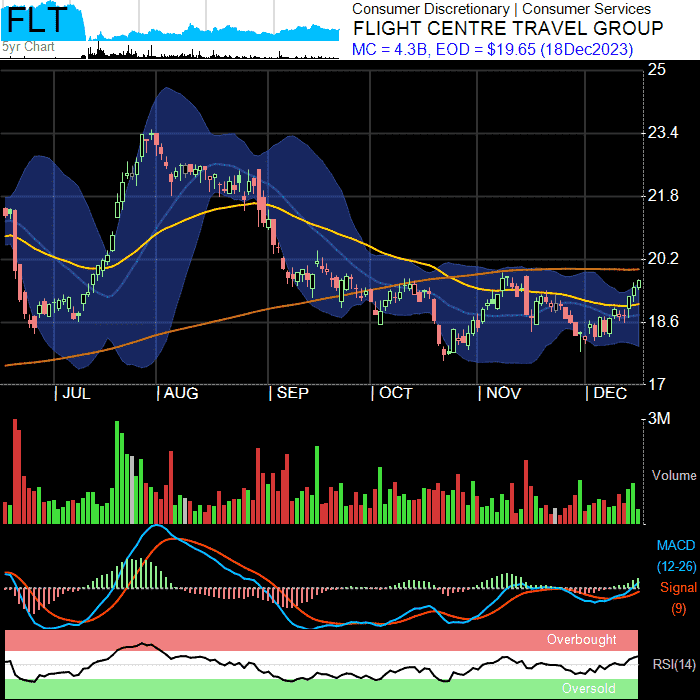 FLT
5yr Chart
Consumer Discretionary | Consumer Services
FLIGHT CENTRE TRAVEL GROUP
MC = 4.3B, EOD = $19.65 (18Dec2023)
25
23.4
21.8
20.2
18.6
17
| JUL | AUG | SEP | OCT | NOV | DEC
3M
Volume
MACD
(12-26)
Signal
(9)
Overbought
RSI(14)
Oversold